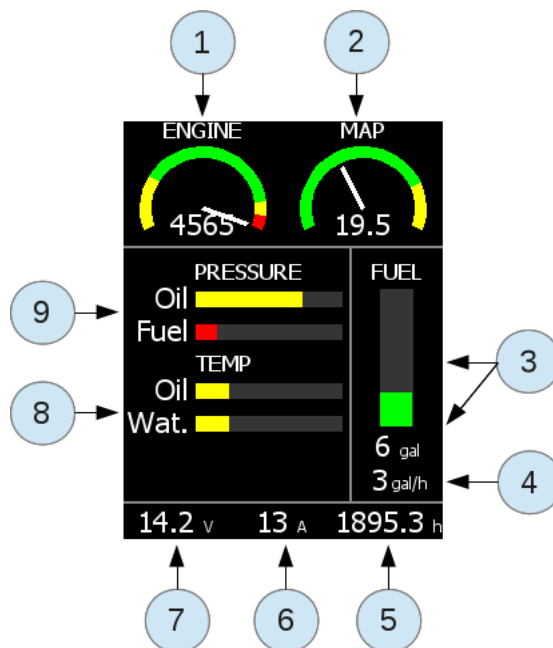 1 2
ENGINE MAP
4565 19.5
PRESSURE FUEL
Oil
9
Fuel
3
TEMP
Oil
8 Wat.
6 gal
3 gal/h
4
14.2 V 13 A 1895.3 h
7 6 5